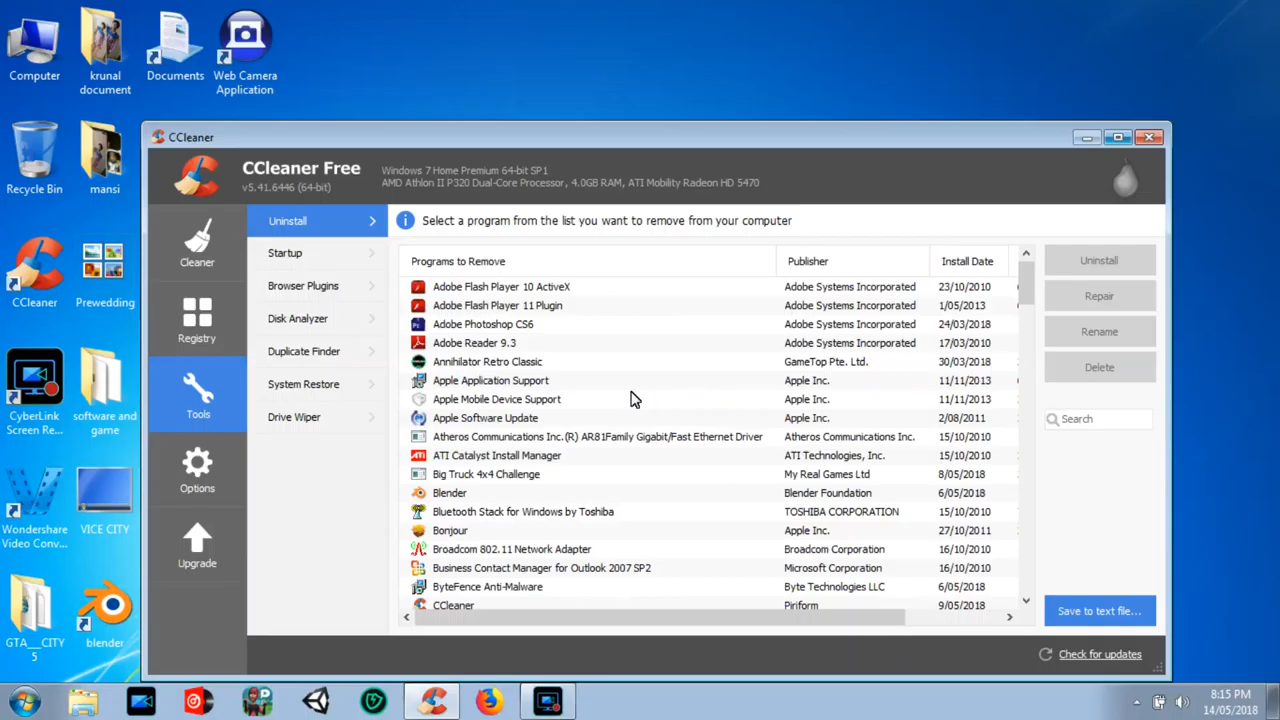 Computer
krunal
document
Documents
Web Camera
Application
Recycle Bin
mansi
CCleaner
Prewedding
CyberLink
Screen Re...
software and
game
Wondershare
Video Conv...
VICE CITY
GTA___CITY
5
blender
CCleaner
CCleaner Free
v5.41.6446 (64-bit)
Windows 7 Home Premium 64-bit SP1
AMD Athlon II P320 Dual-Core Processor, 4.0GB RAM, ATI Mobility Radeon HD 5470
Cleaner
Registry
Tools
Options
Upgrade
Uninstall
Startup
Browser Plugins
Disk Analyzer
Duplicate Finder
System Restore
Drive Wiper
Select a program from the list you want to remove from your computer
Programs to Remove Publisher Install Date
Adobe Flash Player 10 ActiveX Adobe Systems Incorporated 23/10/2010
Adobe Flash Player 11 Plugin Adobe Systems Incorporated 1/05/2013
Adobe Photoshop CS6 Adobe Systems Incorporated 24/03/2018
Adobe Reader 9.3 Adobe Systems Incorporated 17/03/2010
Annihilator Retro Classic GameTop Pte. Ltd. 30/03/2018
Apple Application Support Apple Inc. 11/11/2013
Apple Mobile Device Support Apple Inc. 11/11/2013
Apple Software Update Apple Inc. 2/08/2011
Atheros Communications Inc.(R) AR81Family Gigabit/Fast Ethernet Driver Atheros Communications Inc. 15/10/2010
ATI Catalyst Install Manager ATI Technologies, Inc. 15/10/2010
Big Truck 4x4 Challenge My Real Games Ltd 8/05/2018
Blender Blender Foundation 6/05/2018
Bluetooth Stack for Windows by Toshiba TOSHIBA CORPORATION 15/10/2010
Bonjour Apple Inc. 27/10/2011
Broadcom 802.11 Network Adapter Broadcom Corporation 16/10/2010
Business Contact Manager for Outlook 2007 SP2 Microsoft Corporation 16/10/2010
ByteFence Anti-Malware Byte Technologies LLC 6/05/2018
CCleaner Piriform 9/05/2018
Uninstall
Repair
Rename
Delete
Search
Save to text file...
Check for updates
8:15 PM
14/05/2018